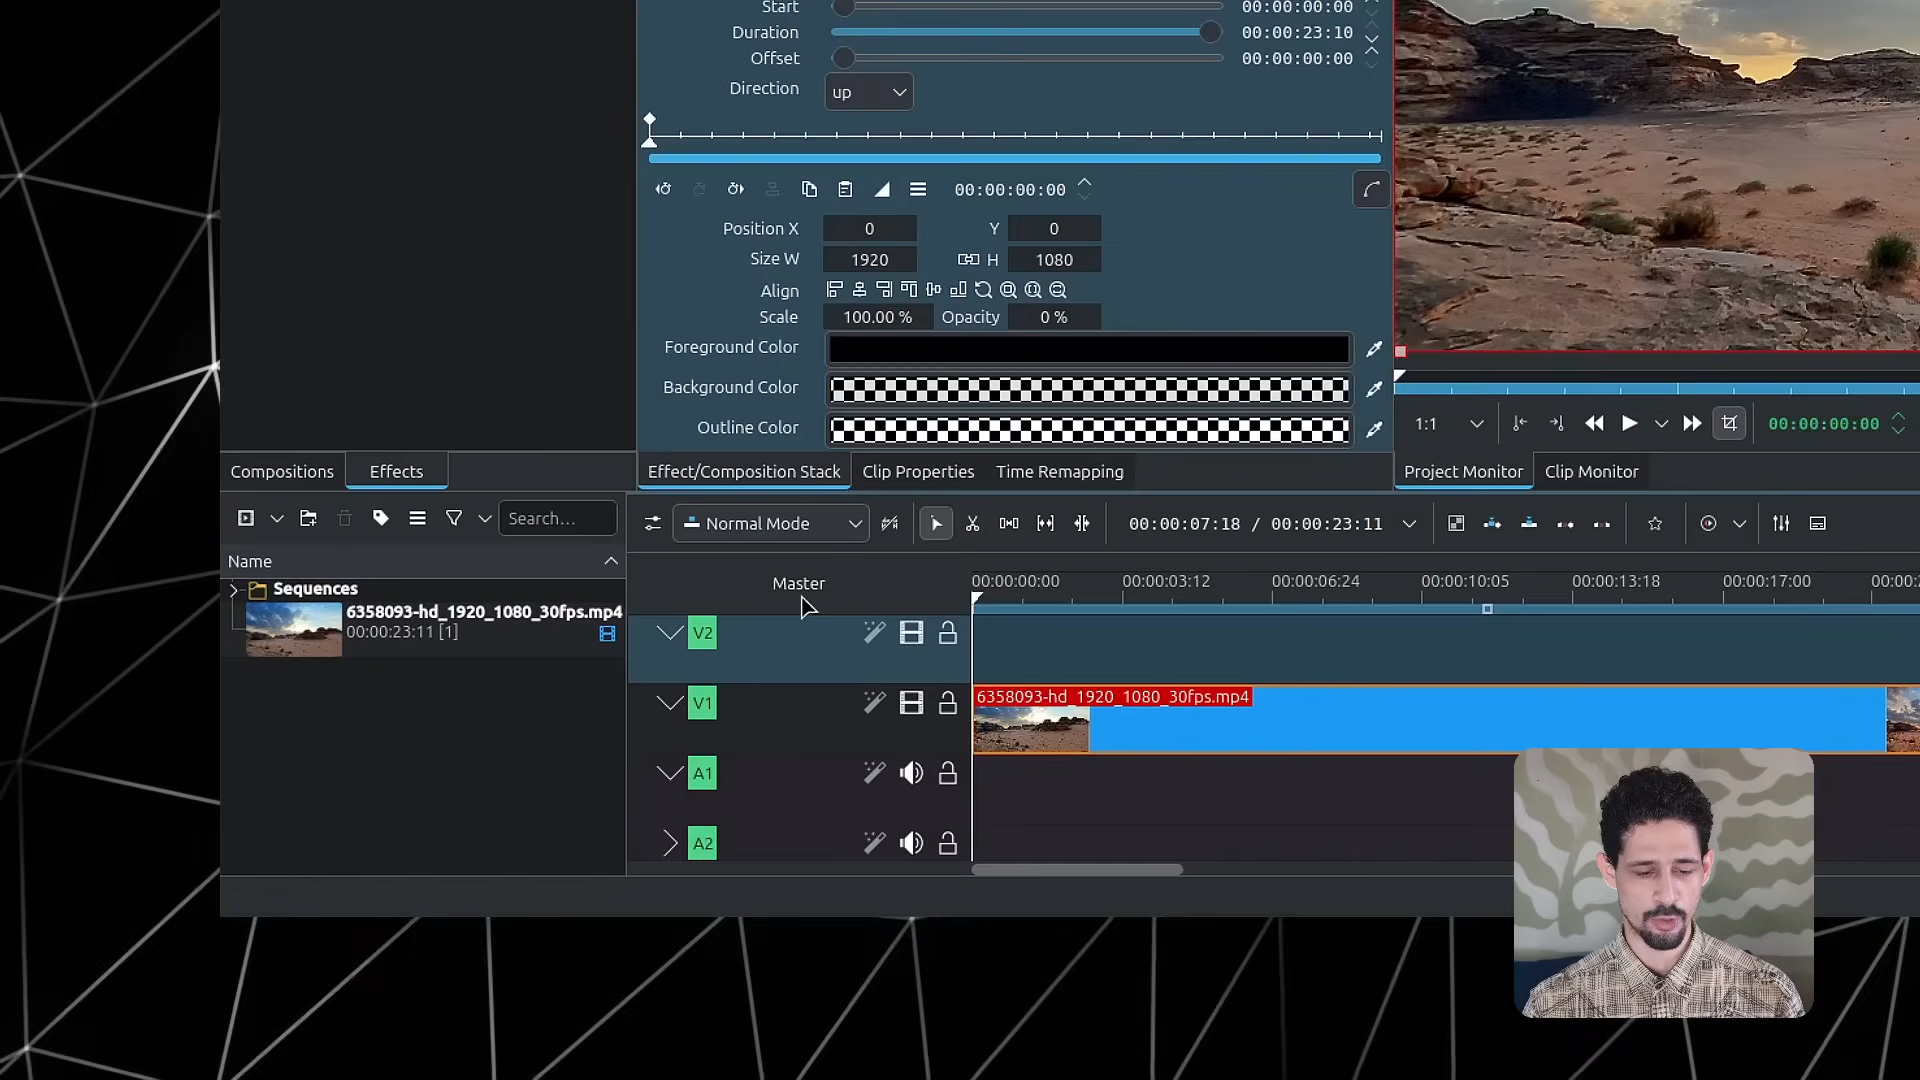 Start 00:00:00:00
Duration 00:00:23:10
Offset 00:00:00:00
Direction up
00:00:00:00
Position X 0 Y 0
Size W 1920 H 1080
Align
Scale 100.00 % Opacity 0 %
Foreground Color
Background Color
Outline Color
1:1 00:00:00:00
Compositions Effects
Effect/Composition Stack Clip Properties Time Remapping
Project Monitor Clip Monitor
Search...
Normal Mode 00:00:07:18 / 00:00:23:11
Name
Sequences
6358093-hd_1920_1080_30fps.mp4
00:00:23:11 [1]
Master
00:00:00:00 00:00:03:12 00:00:06:24 00:00:10:05 00:00:13:18 00:00:17:00 00:00:2
V2
V1
6358093-hd_1920_1080_30fps.mp4
A1
A2